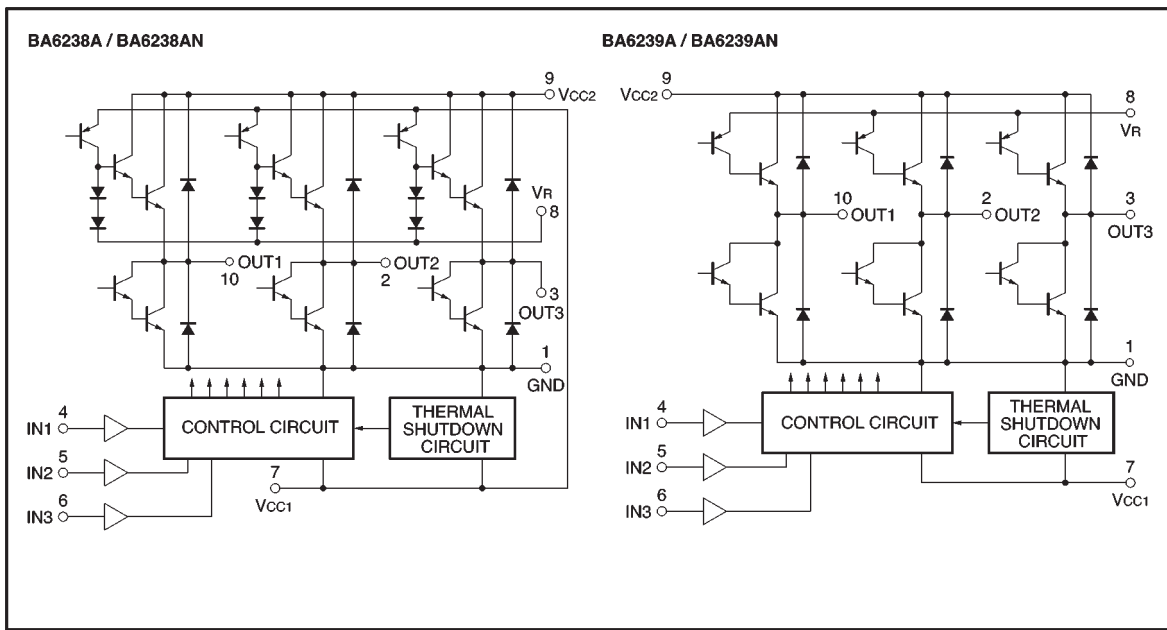 BA6238A / BA6238AN
9
VCC2
VR
8
OUT1
10
OUT2
2
3
OUT3
1
GND
4
IN1
CONTROL CIRCUIT
THERMAL
SHUTDOWN
CIRCUIT
5
IN2
7
VCC1
6
IN3
BA6239A / BA6239AN
9
VCC2
8
VR
10
OUT1
2
OUT2
3
OUT3
1
GND
4
IN1
CONTROL CIRCUIT
THERMAL
SHUTDOWN
CIRCUIT
5
IN2
7
VCC1
6
IN3